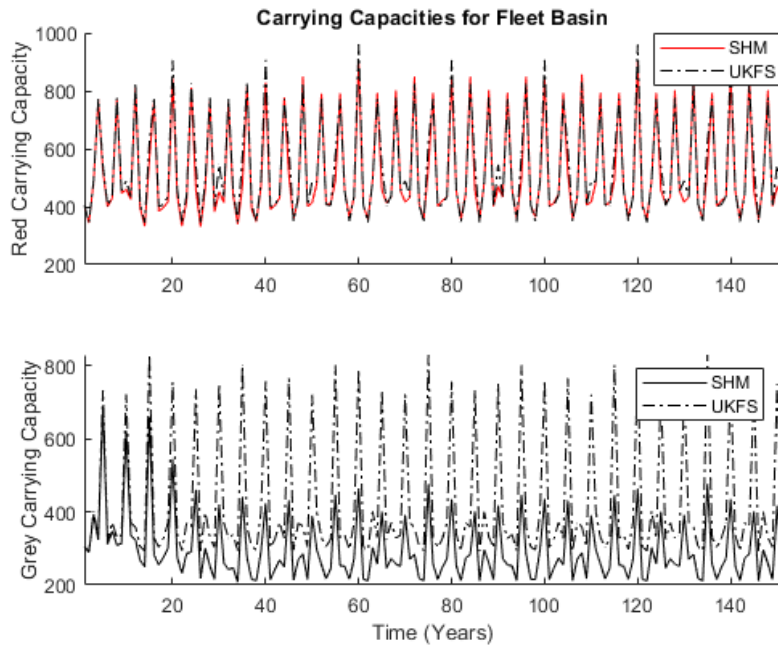 Carrying Capacities for Fleet Basin
Red Carrying Capacity
1000
800
600
400
200
20 40 60 80 100 120 140
SHM
UKFS
Grey Carrying Capacity
800
600
400
200
20 40 60 80 100 120 140
SHM
UKFS
Time (Years)